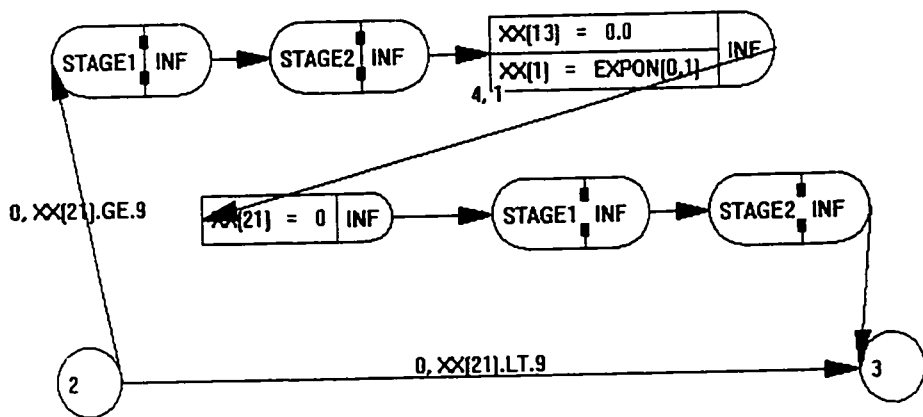 STAGE1 INF
STAGE2 INF
XX(13) = 0.0
XX(1) = EXPON(0,1)
INF
4, 1
0, XX(21).GE.9
XX(21) = 0 INF
STAGE1 INF
STAGE2 INF
0, XX(21).LT.9
2
3